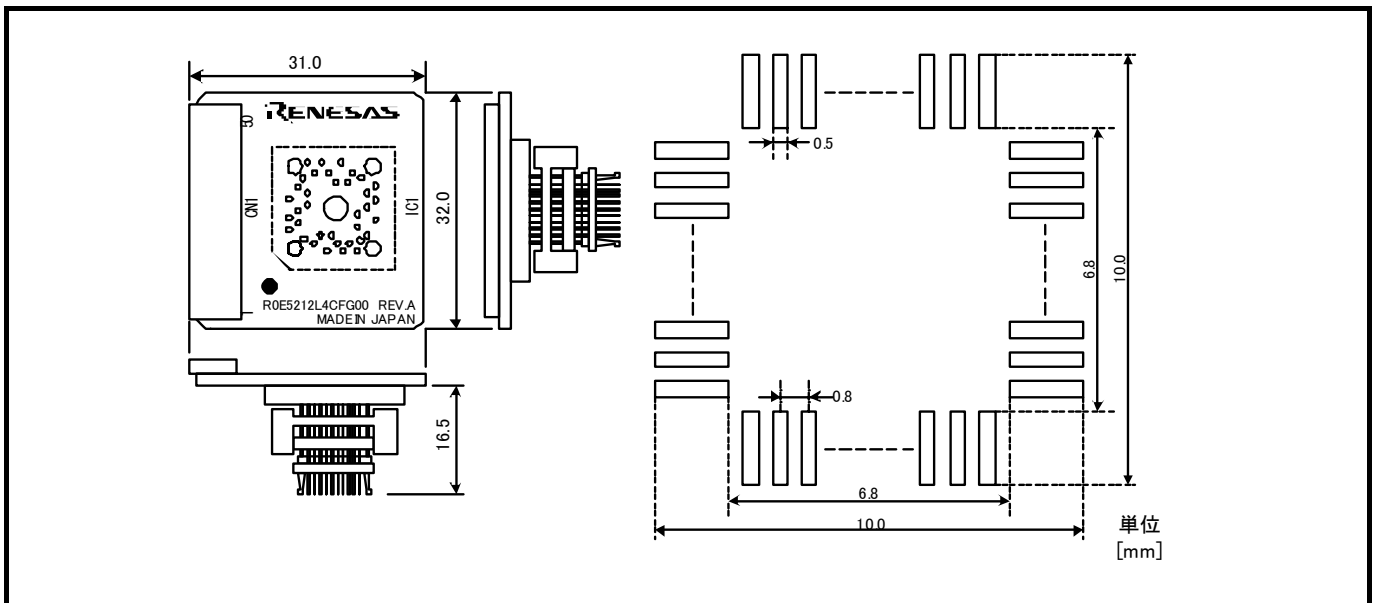 31.0
RENESAS
50
CN1
IC1
32.0
R0E5212L4CFG00 REV.A
MADE IN JAPAN
16.5
0.5
6.8
10.0
0.8
6.8
10.0
単位
[mm]